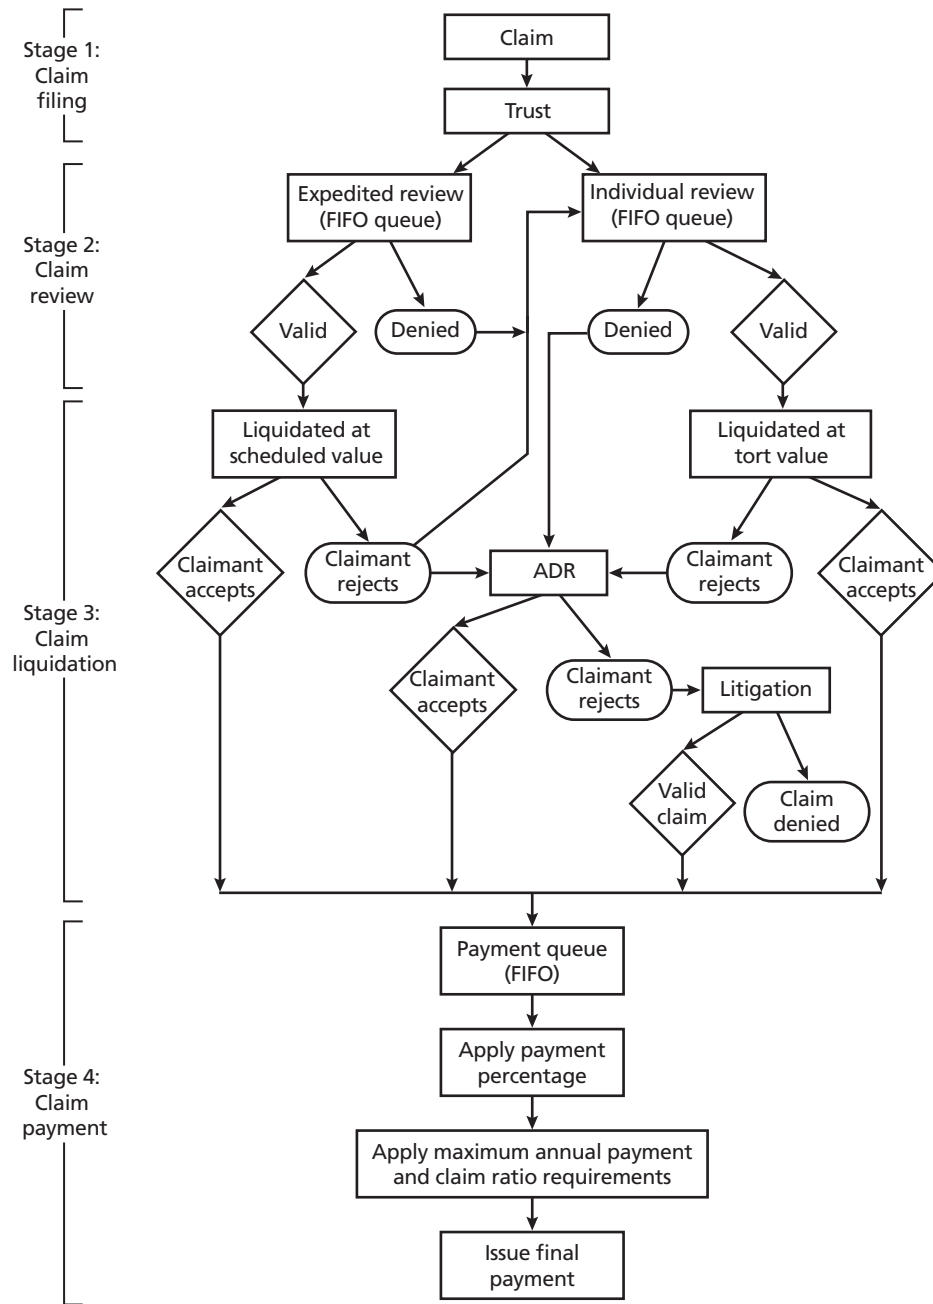 Stage 1:
Claim
filing
Claim
Trust
Stage 2:
Claim
review
Expedited review
(FIFO queue)
Individual review
(FIFO queue)
Valid
Denied
Denied
Valid
Stage 3:
Claim
liquidation
Liquidated at
scheduled value
Liquidated at
tort value
Claimant
accepts
Claimant
rejects
ADR
Claimant
rejects
Claimant
accepts
Claimant
accepts
Claimant
rejects
Litigation
Valid
claim
Claim
denied
Stage 4:
Claim
payment
Payment queue
(FIFO)
Apply payment
percentage
Apply maximum annual payment
and claim ratio requirements
Issue final
payment